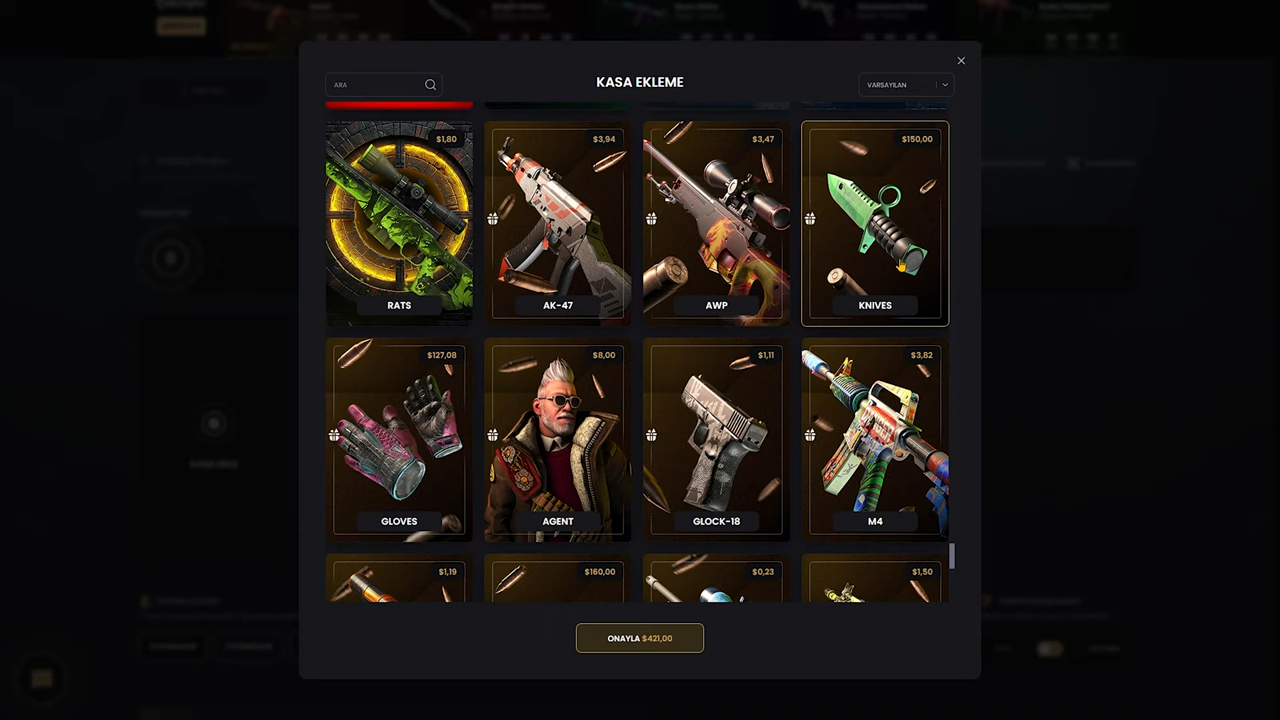 ARA
KASA EKLEME
VARSAYILAN
$1,80
$3,94
$3,47
$150,00
RATS
AK-47
AWP
KNIVES
$127,08
$8,00
$1,11
$3,82
GLOVES
AGENT
GLOCK-18
M4
$1,19
$160,00
$0,23
$1,50
ONAYLA $421,00